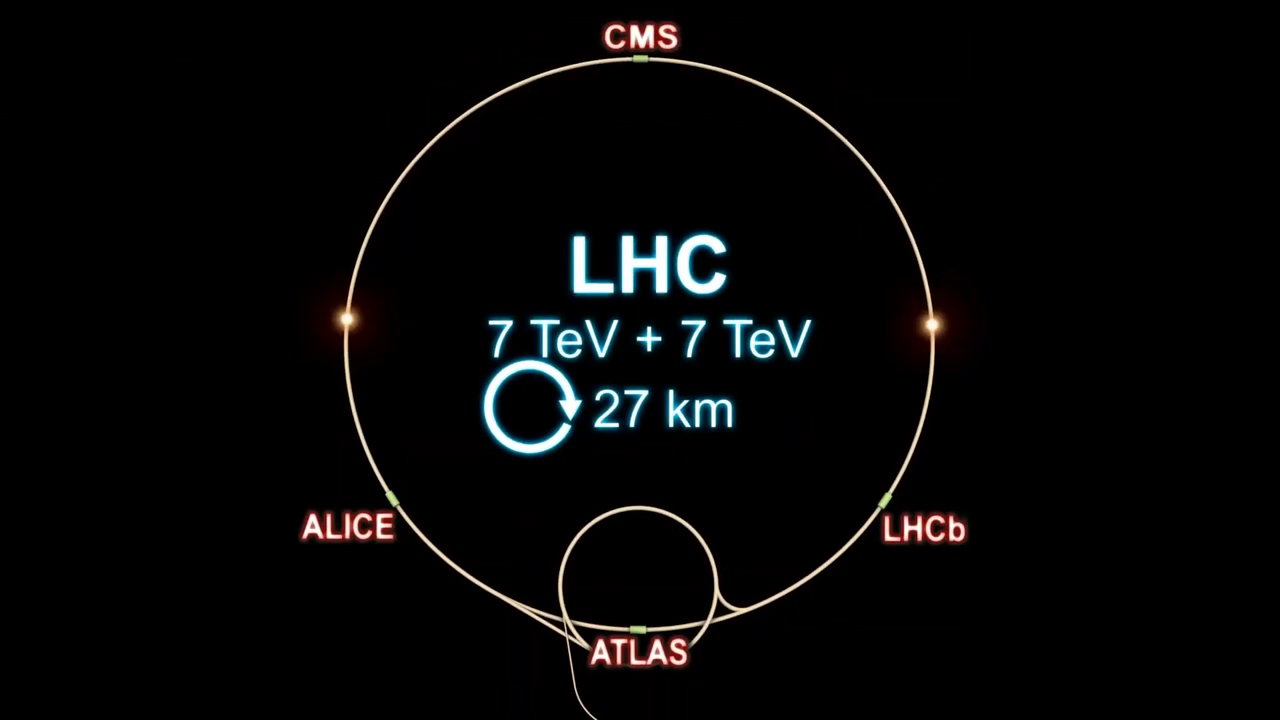 CMS
LHC
7 TeV + 7 TeV
27 km
ALICE
LHCb
ATLAS